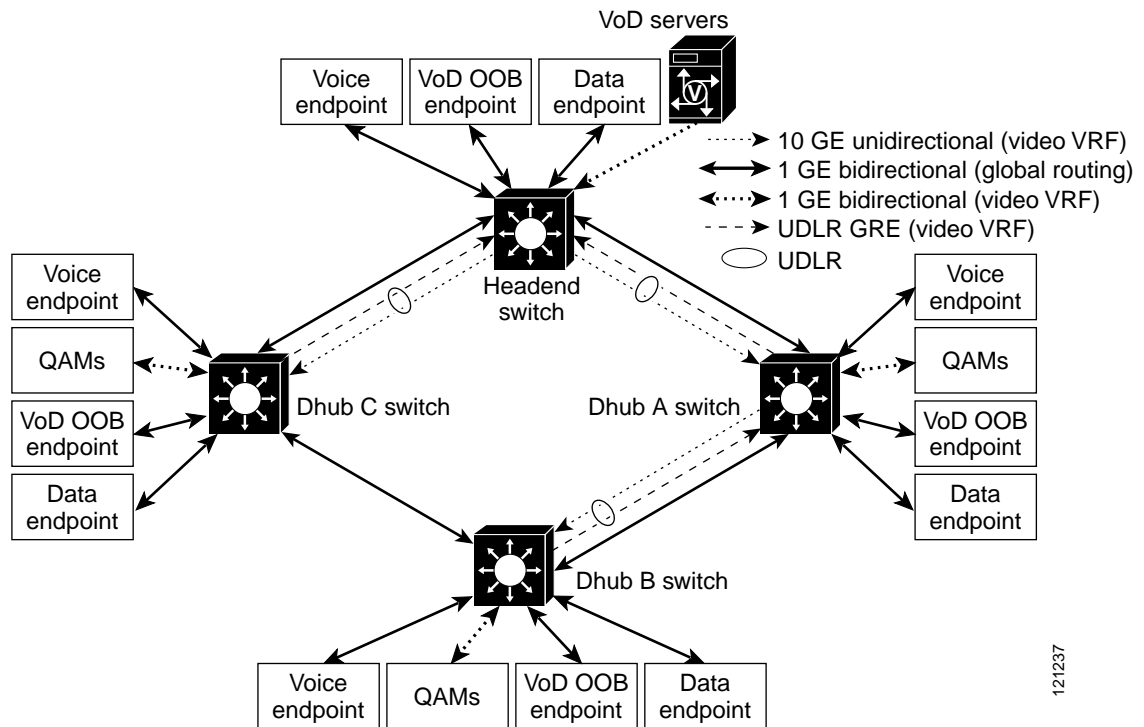 VoD servers
Voice
endpoint
VoD OOB
endpoint
Data
endpoint
V
10 GE unidirectional (video VRF)
1 GE bidirectional (global routing)
1 GE bidirectional (video VRF)
UDLR GRE (video VRF)
UDLR
Headend
switch
Voice
endpoint
QAMs
VoD OOB
endpoint
Data
endpoint
Dhub C switch
Dhub A switch
Voice
endpoint
QAMs
VoD OOB
endpoint
Data
endpoint
Dhub B switch
Voice
endpoint
QAMs
VoD OOB
endpoint
Data
endpoint
121237